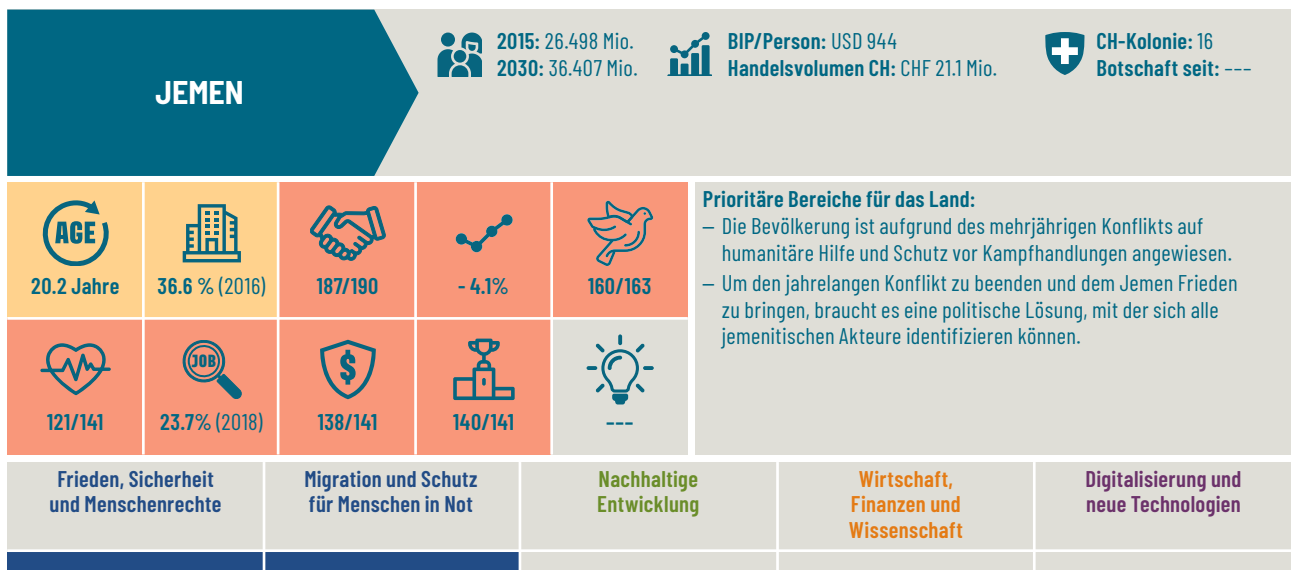 JEMEN
2015: 26.498 Mio.
2030: 36.407 Mio.
BIP/Person: USD 944
Handelsvolumen CH: CHF 21.1 Mio.
CH-Kolonie: 16
Botschaft seit: ---
AGE
20.2 Jahre
36.6 % (2016)
187/190
- 4.1%
160/163
JOB
$
121/141
23.7% (2018)
138/141
140/141
---
Prioritäre Bereiche für das Land:
– Die Bevölkerung ist aufgrund des mehrjährigen Konflikts auf
humanitäre Hilfe und Schutz vor Kampfhandlungen angewiesen.
– Um den jahrelangen Konflikt zu beenden und dem Jemen Frieden
zu bringen, braucht es eine politische Lösung, mit der sich alle
jemenitischen Akteure identifizieren können.
Frieden, Sicherheit
und Menschenrechte
Migration und Schutz
für Menschen in Not
Nachhaltige
Entwicklung
Wirtschaft,
Finanzen und
Wissenschaft
Digitalisierung und
neue Technologien